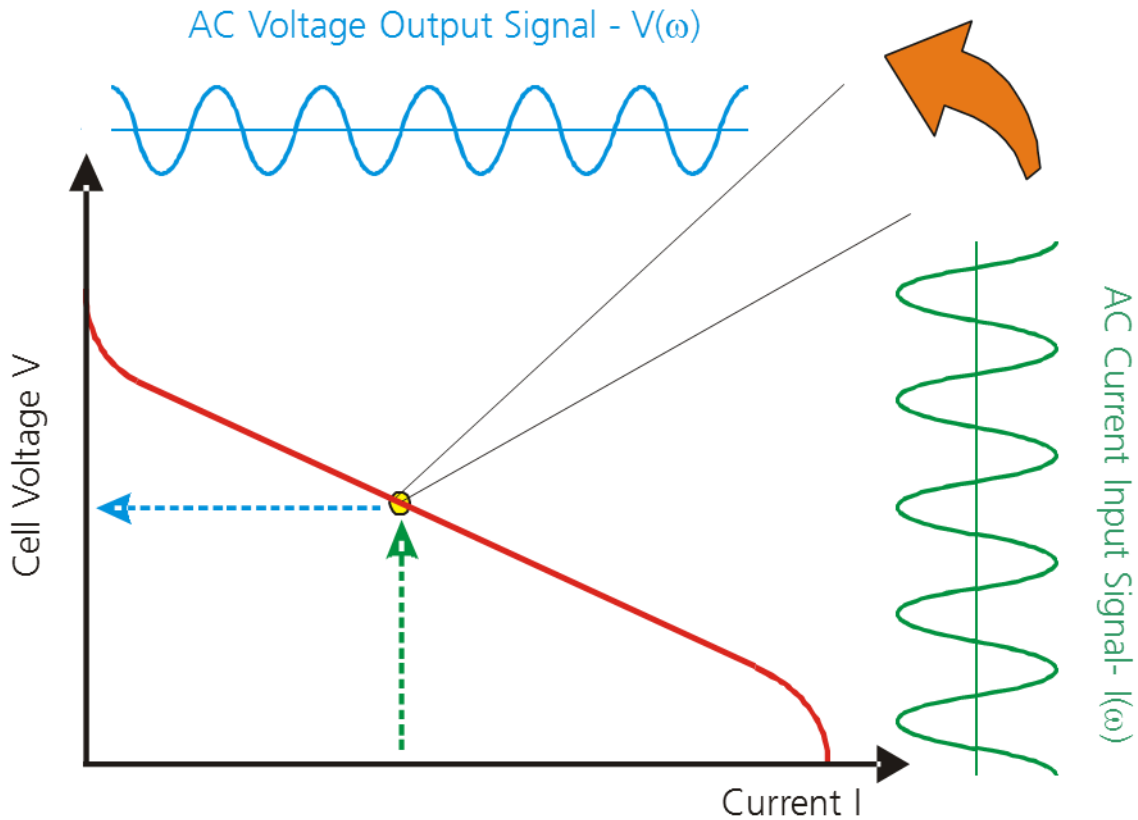 AC Voltage Output Signal - V(ω)
Cell Voltage V
AC Current Input Signal- I(ω)
Current I